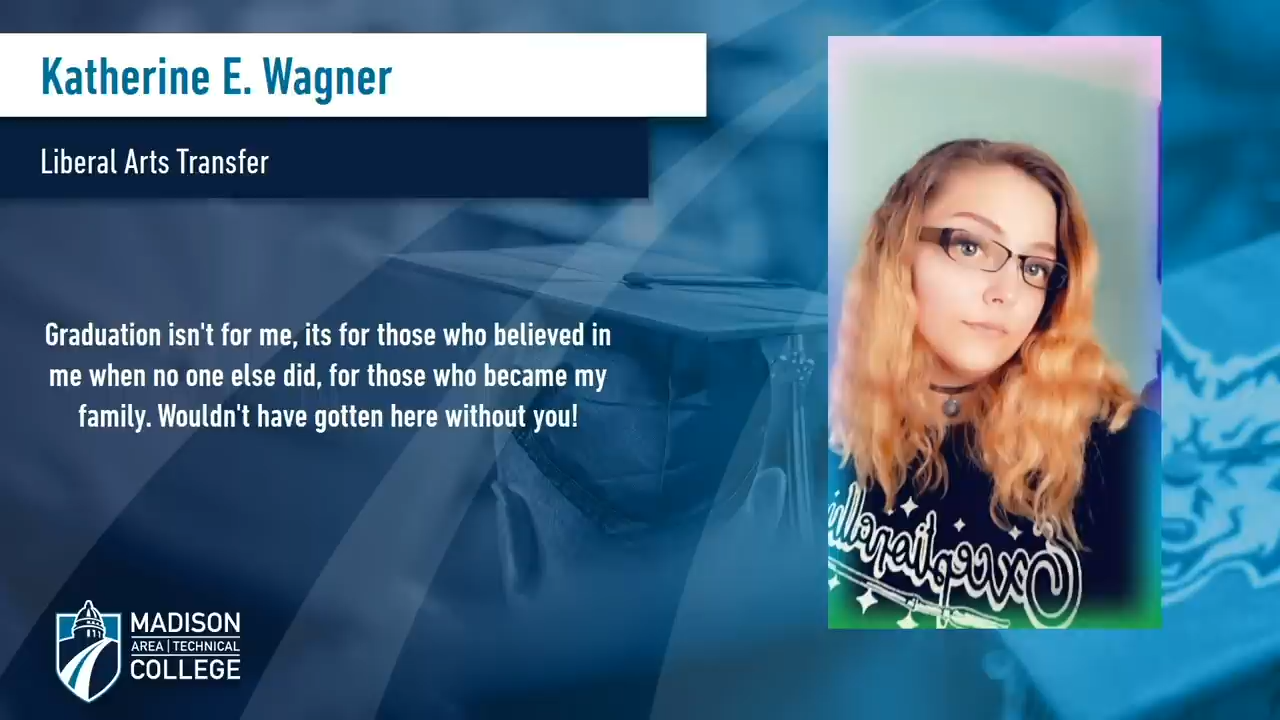 Katherine E. Wagner
Liberal Arts Transfer
Graduation isn't for me, its for those who believed in
me when no one else did, for those who became my
family. Wouldn't have gotten here without you!
MADISON
AREA | TECHNICAL
COLLEGE